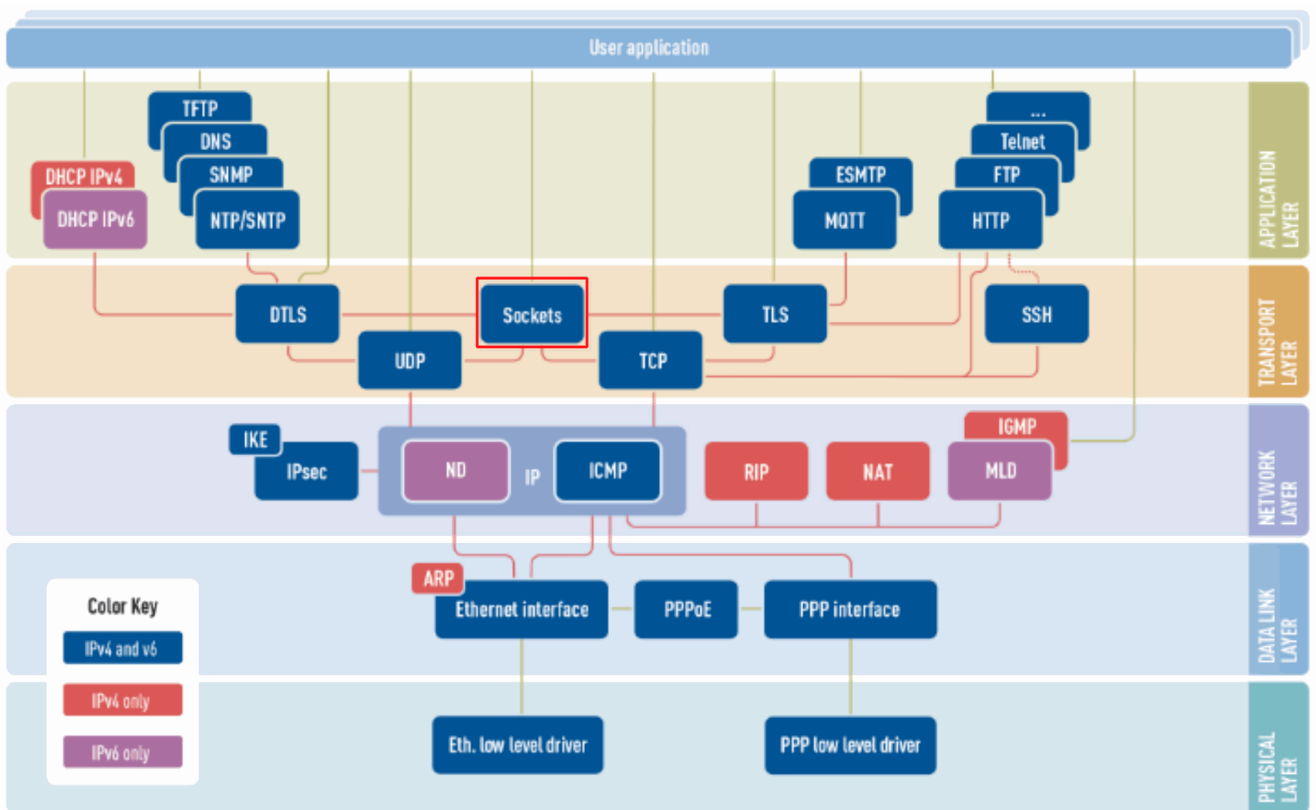 User application
TFTP
DNS
SNMP
NTP/SNTP
DHCP IPv4
DHCP IPv6
ESMTP
MQTT
...
Telnet
FTP
HTTP
APPLICATION
LAYER
DTLS
Sockets
TLS
SSH
UDP
TCP
TRANSPORT
LAYER
IKE
IPsec
ND
IP
ICMP
RIP
NAT
IGMP
MLD
NETWORK
LAYER
ARP
Ethernet interface
PPPoE
PPP interface
DATA LINK
LAYER
Color Key
IPv4 and v6
IPv4 only
IPv6 only
Eth. low level driver
PPP low level driver
PHYSICAL
LAYER